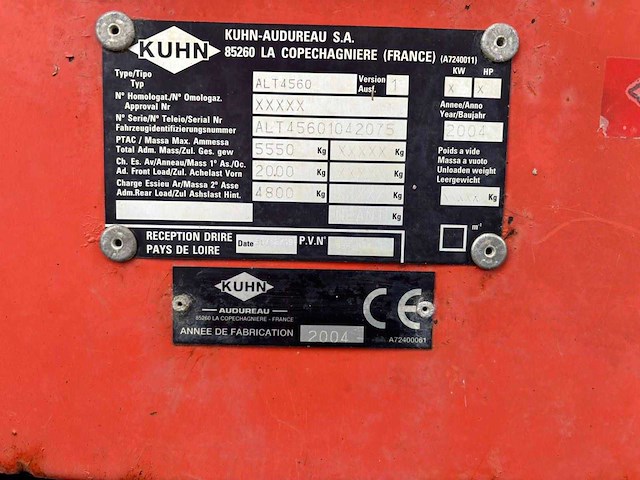 KUHN
KUHN-AUDUREAU S.A.
85260 LA COPECHAGNIERE (FRANCE) (A7240011)
Type/Tipo
Typ
ALT4560
Version
Ausf.
1
KW HP
X X
N° Homologat./N° Omologaz.
Approval Nr
XXXXX
Annee/Anno
Year/Baujahr
2004
N° Serie/N° Teleio/Serial Nr
Fahrzeugidentifizierungsnummer
ALT45601042075
PTAC / Massa Max. Ammessa
Total Adm. Mass/Zul. Ges. gew
5550 Kg XXXXX Kg
Poids a vide
Massa a vuoto
Unloaden weight
Leergewicht
Kg
Ch. Es. Av/Anneau/Mass 1° As./Oc.
Ad. Front Load/Zul. Achelast Vorn
2000 Kg Kg
Charge Essieu Ar/Massa 2° Asse
Adm.Rear Load/Zul Ashslast Hint.
4800 Kg Kg
Kg
m³
RECEPTION DRIRE
PAYS DE LOIRE
Date
P.V.N°
KUHN
AUDUREAU
85260 LA COPECHAGNIERE - FRANCE
CE
ANNEE DE FABRICATION 2004
A72400061